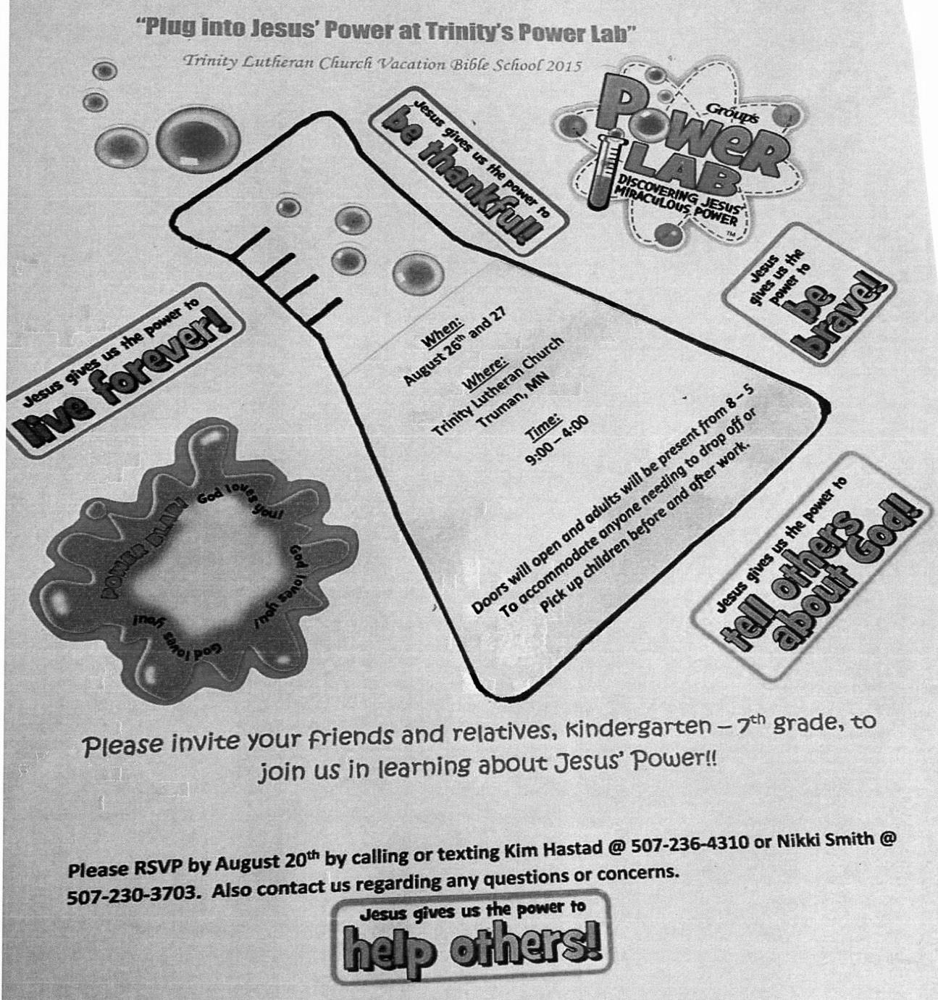 "Plug into Jesus' Power at Trinity's Power Lab"
Trinity Lutheran Church Vacation Bible School 2015
Group's
POWER
LAB
DISCOVERING JESUS'
MIRACULOUS POWER
TM
Jesus gives us the power to
be thankful!
Jesus
gives us the
power to
be
brave!
Jesus gives us the power to
live forever!
When:
August 26th and 27
Where:
Trinity Lutheran Church
Truman, MN
Time:
9:00 – 4:00
Doors will open and adults will be present from 8 – 5
To accommodate anyone needing to drop off or
Pick up children before and after work.
POWER
God loves you!
God loves you!
God loves you!
Jesus gives us the power to
tell others
about God!
Please invite your friends and relatives, kindergarten – 7th grade, to
join us in learning about Jesus' Power!!
Please RSVP by August 20th by calling or texting Kim Hastad @ 507-236-4310 or Nikki Smith @
507-230-3703. Also contact us regarding any questions or concerns.
Jesus gives us the power to
help others!